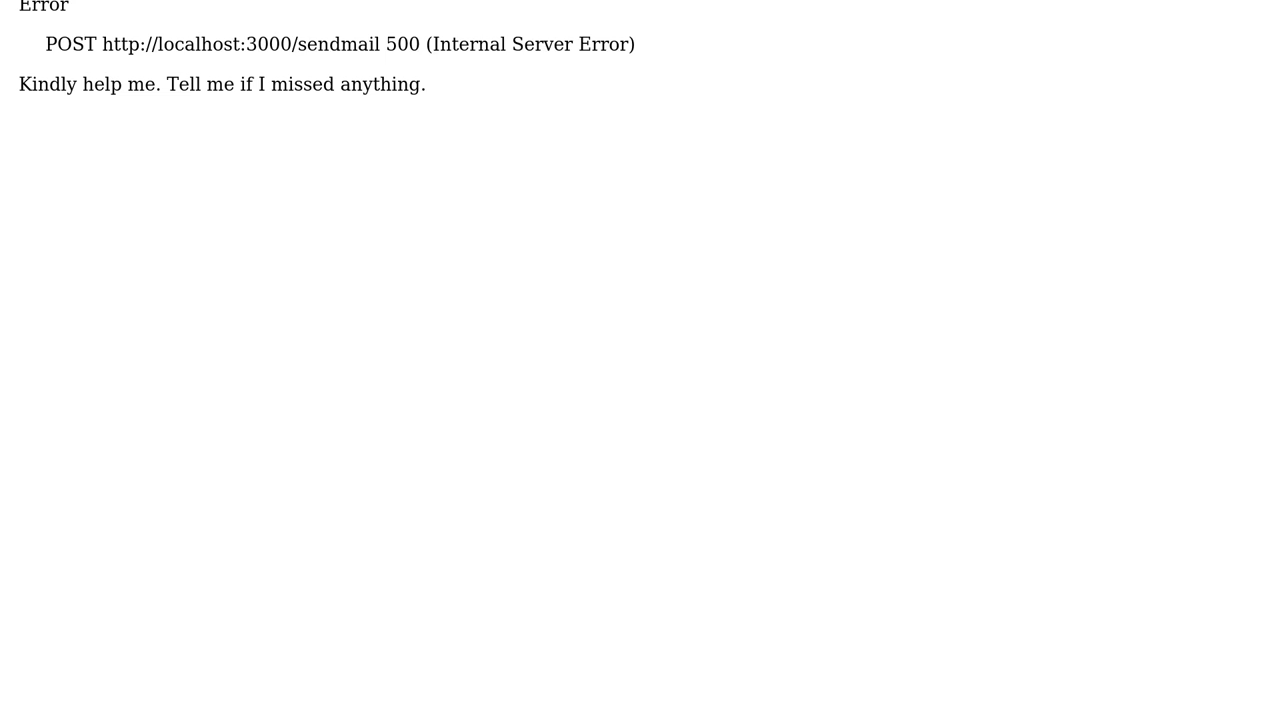 Error
POST http://localhost:3000/sendmail 500 (Internal Server Error)
Kindly help me. Tell me if I missed anything.